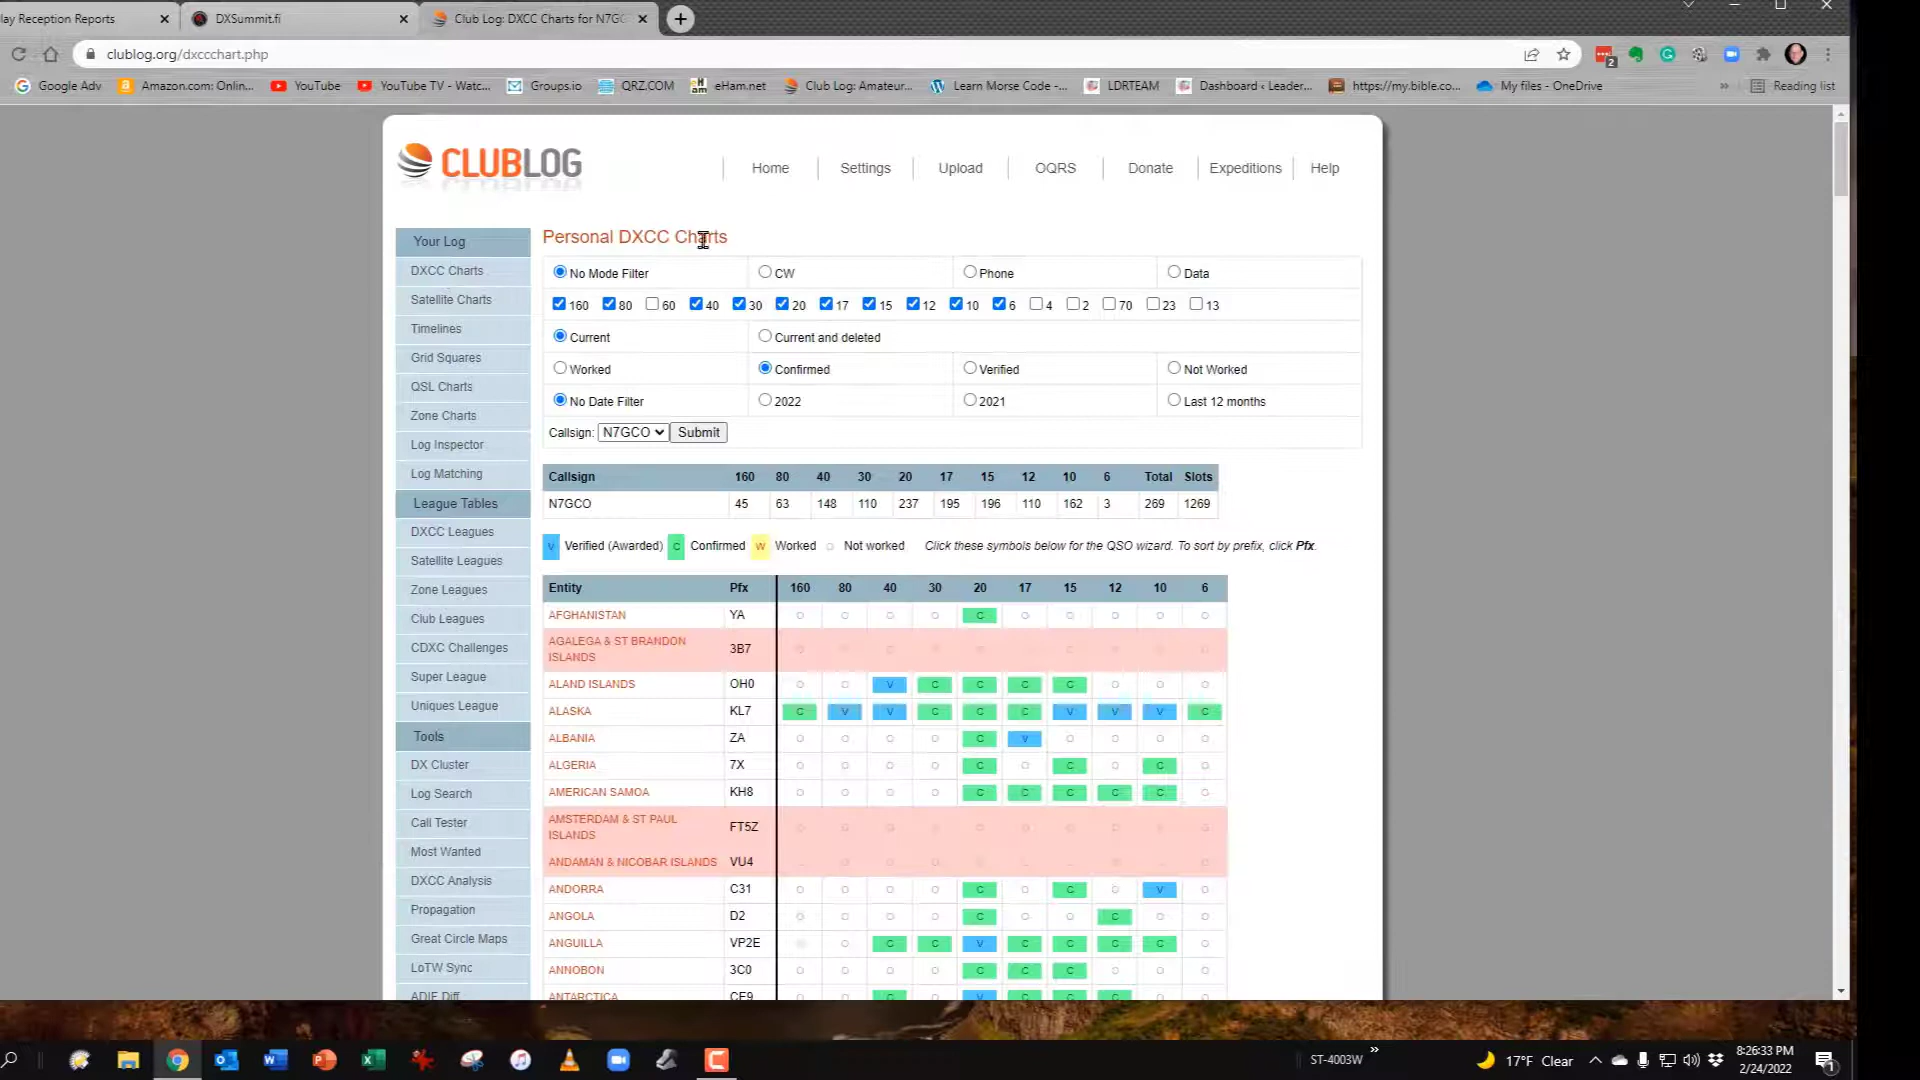 lay Reception Reports
DXSummit.fi
Club Log: DXCC Charts for N7GC
clublog.org/dxccchart.php
2
Google Adv
Amazon.com: Onlin...
YouTube
YouTube TV - Watc...
Groups.io
QRZ.COM
eHam.net
Club Log: Amateur...
Learn Morse Code -...
LDRTEAM
Dashboard ‹ Leader...
https://my.bible.co...
My files - OneDrive
»
Reading list
CLUBLOG
Home
Settings
Upload
OQRS
Donate
Expeditions
Help
Your Log
DXCC Charts
Satellite Charts
Timelines
Grid Squares
QSL Charts
Zone Charts
Log Inspector
Log Matching
League Tables
DXCC Leagues
Satellite Leagues
Zone Leagues
Club Leagues
CDXC Challenges
Super League
Uniques League
Tools
DX Cluster
Log Search
Call Tester
Most Wanted
DXCC Analysis
Propagation
Great Circle Maps
LoTW Sync
ADIF Diff
Personal DXCC Charts
No Mode Filter CW Phone Data
160 80 60 40 30 20 17 15 12 10 6 4 2 70 23 13
Current Current and deleted
Worked Confirmed Verified Not Worked
No Date Filter 2022 2021 Last 12 months
Callsign: N7GCO Submit
Callsign 160 80 40 30 20 17 15 12 10 6 Total Slots
N7GCO 45 63 148 110 237 195 196 110 162 3 269 1269
V Verified (Awarded) C Confirmed W Worked Not worked Click these symbols below for the QSO wizard. To sort by prefix, click Pfx.
Entity Pfx 160 80 40 30 20 17 15 12 10 6
AFGHANISTAN YA C
AGALEGA & ST BRANDON
ISLANDS 3B7
ALAND ISLANDS OH0 V C C C C
ALASKA KL7 C V V C C C V V V C
ALBANIA ZA C V
ALGERIA 7X C C C
AMERICAN SAMOA KH8 C C C C C
AMSTERDAM & ST PAUL
ISLANDS FT5Z
ANDAMAN & NICOBAR ISLANDS VU4
ANDORRA C31 C C V
ANGOLA D2 C C
ANGUILLA VP2E C C V C C C C
ANNOBON 3C0 C C C
ANTARCTICA CE9 C V C C C
ST-4003W
»
17°F Clear
8:26:33 PM
2/24/2022
1